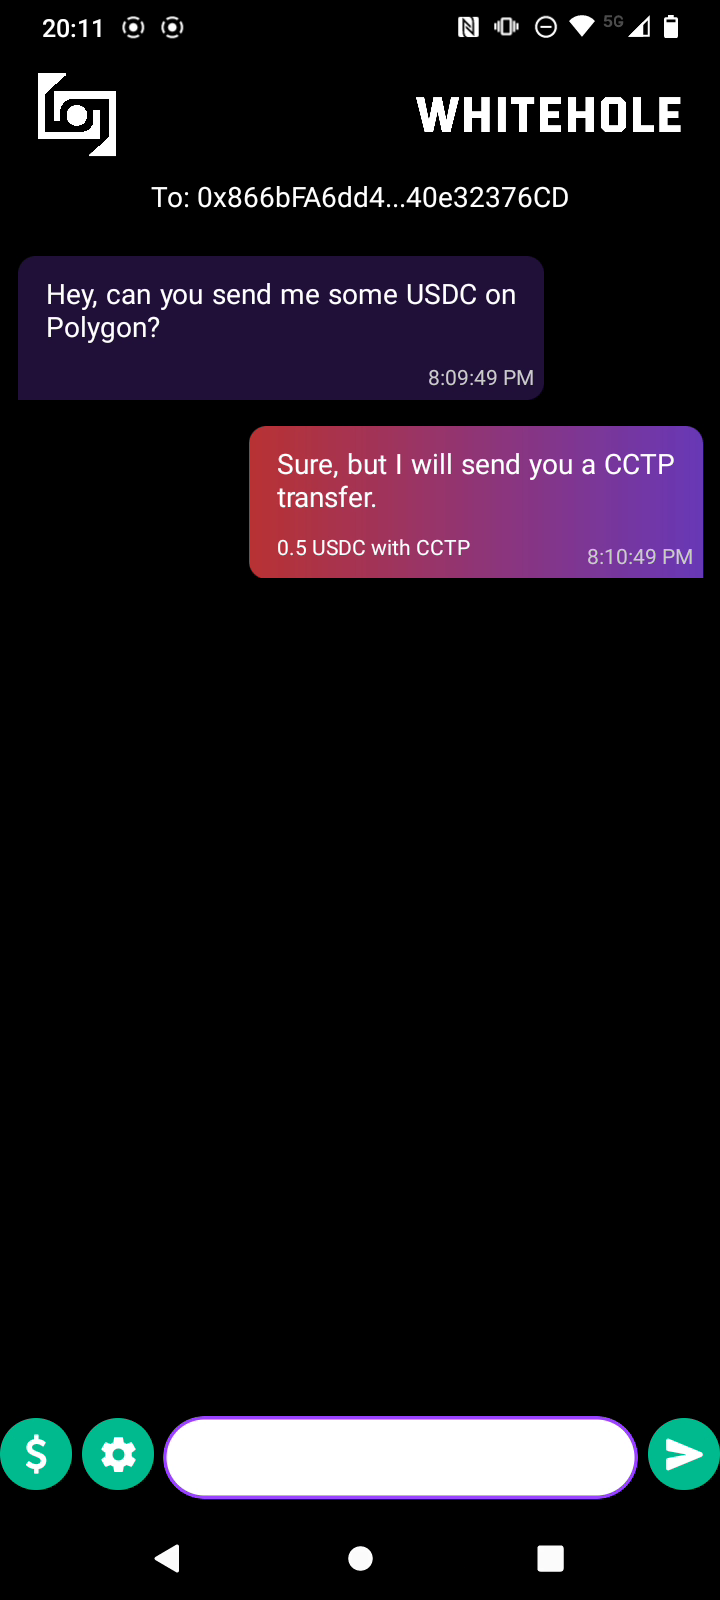 20:11
5G
WHITEHOLE
To: 0x866bFA6dd4...40e32376CD
Hey, can you send me some USDC on
Polygon?
8:09:49 PM
Sure, but I will send you a CCTP
transfer.
0.5 USDC with CCTP
8:10:49 PM